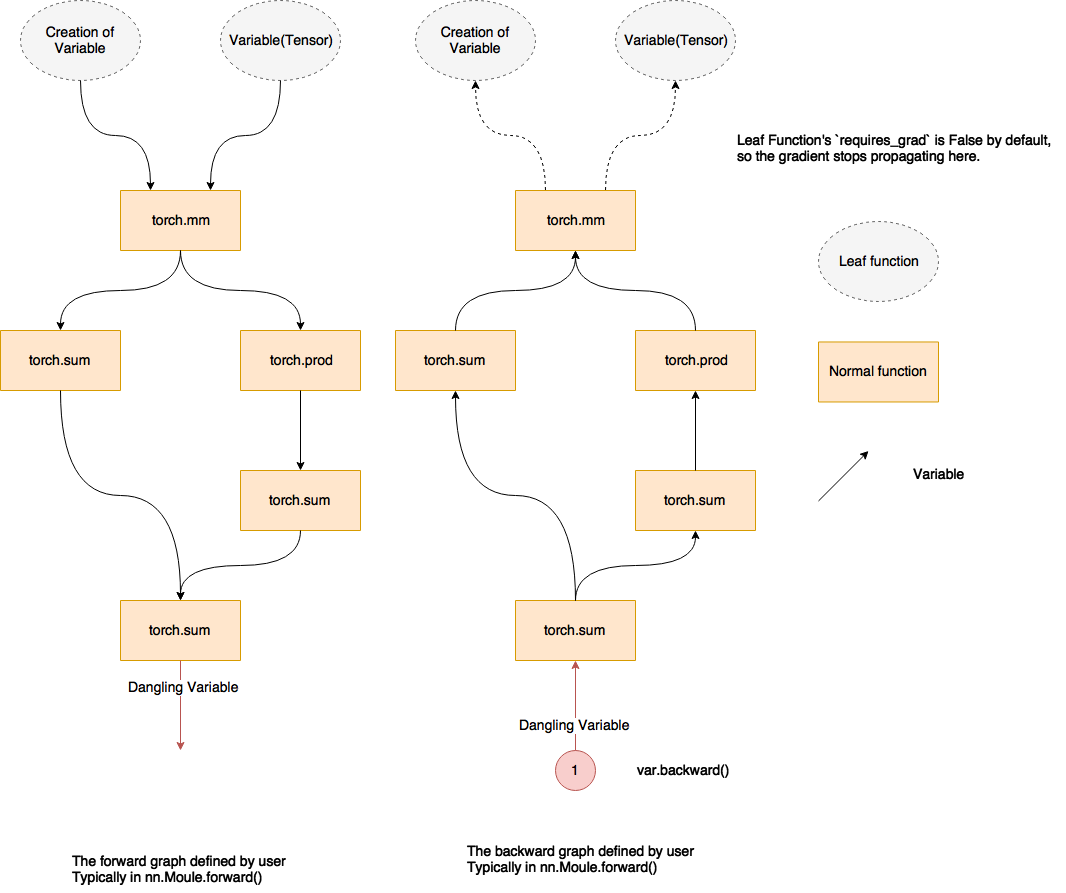 Creation of
Variable
Variable(Tensor)
torch.mm
torch.sum
torch.prod
torch.sum
torch.sum
Dangling Variable
The forward graph defined by user
Typically in nn.Moule.forward()
Creation of
Variable
Variable(Tensor)
torch.mm
torch.sum
torch.prod
torch.sum
torch.sum
Dangling Variable
1
var.backward()
The backward graph defined by user
Typically in nn.Moule.forward()
Leaf Function's `requires_grad` is False by default,
so the gradient stops propagating here.
Leaf function
Normal function
Variable